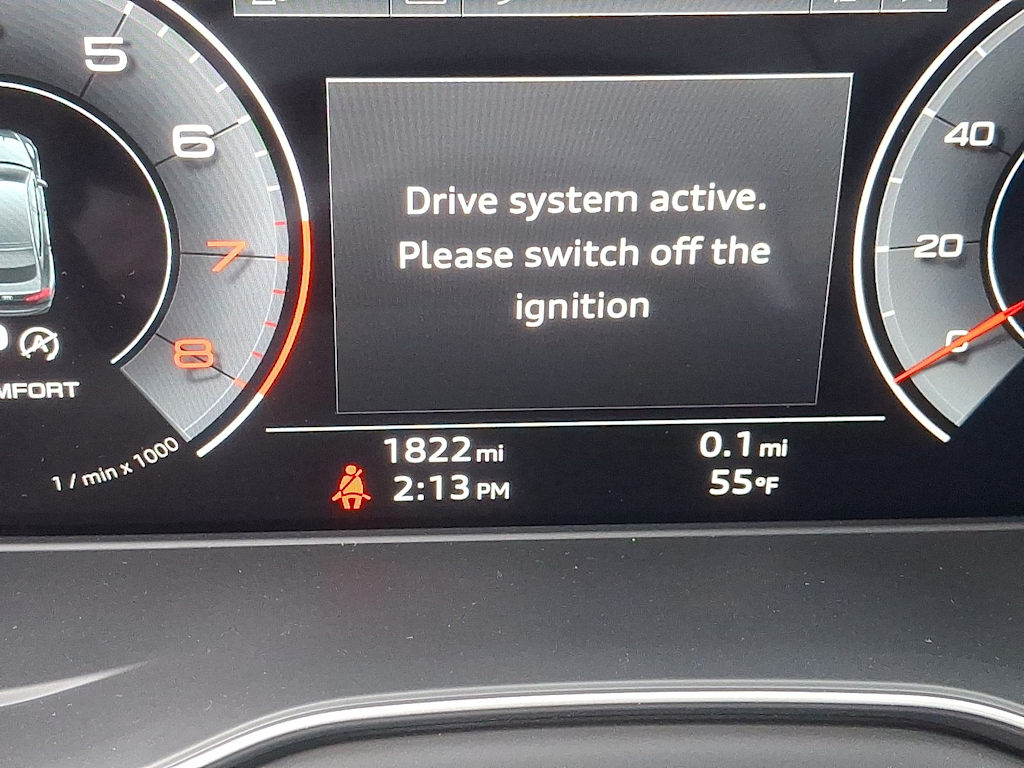 5
6
7
8
MFORT
1 / min x 1000
Drive system active.
Please switch off the
ignition
1822 mi
2:13 PM
0.1 mi
55°F
40
20
0
A